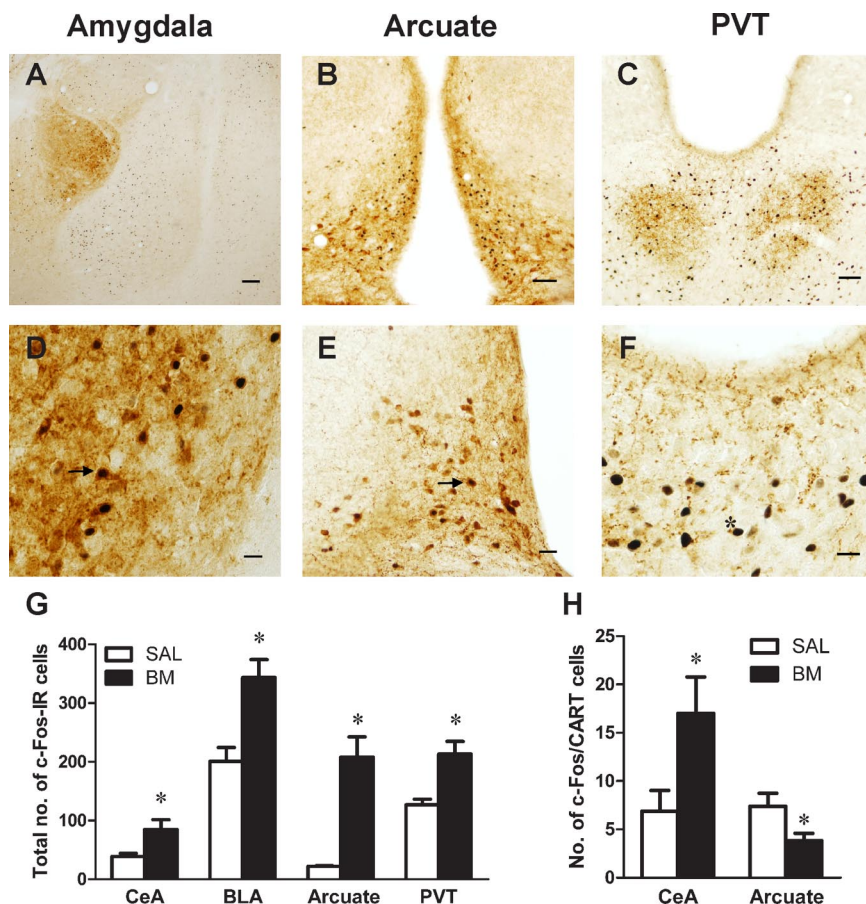 Amygdala Arcuate PVT
A B C
D E F
*
G
Total no. of c-Fos-IR cells
400
300
200
100
0
SAL
BM
* * * *
CeA BLA Arcuate PVT
H
No. of c-Fos/CART cells
25
20
15
10
5
0
SAL
BM
* *
CeA Arcuate